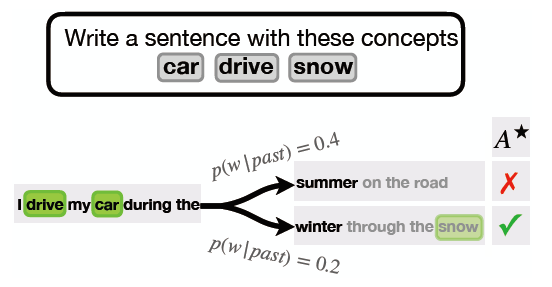 Write a sentence with these concepts
car drive snow
p(w|past) = 0.4
A★
summer on the road ✗
I drive my car during the
winter through the snow ✓
p(w|past) = 0.2